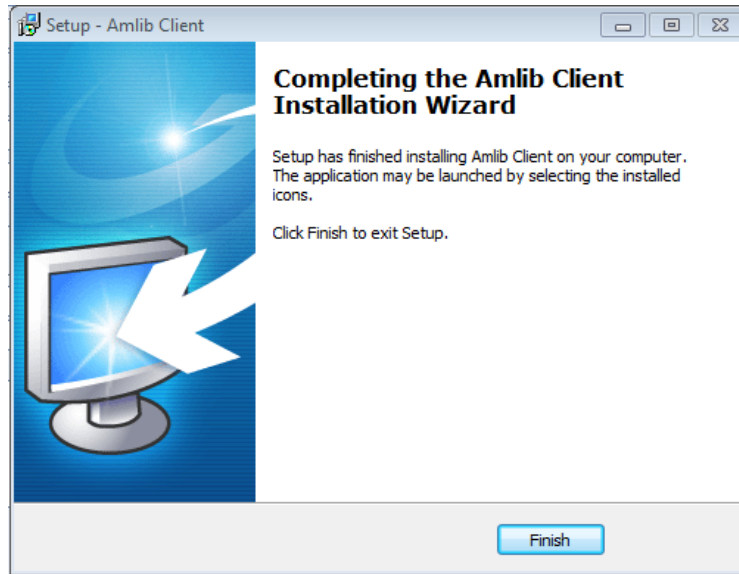 Setup - Amlib Client
Completing the Amlib Client
Installation Wizard
Setup has finished installing Amlib Client on your computer.
The application may be launched by selecting the installed
icons.
Click Finish to exit Setup.
Finish